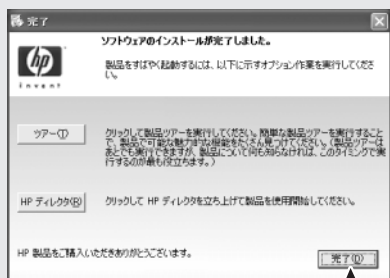 完了
ソフトウェアのインストールが完了しました。
hp
invent
製品をすばやく起動するには、以下に示すオプション作業を実行してくださ
い。
ツアー(T)
クリックして製品ツアーを実行してください。簡単な製品ツアーを実行すること
で、製品で可能な魅力的な機能をたくさん見つけてください。(製品ツアーは
あとでも実行できますが、製品について何も知らなければ、このタイミングで実
行するのが最も役立ちます。)
HP ディレクタ(R)
クリックして HP ディレクタを立ち上げて製品を使用開始してください。
HP 製品をご購入いただきありがとうございます。
完了(D)